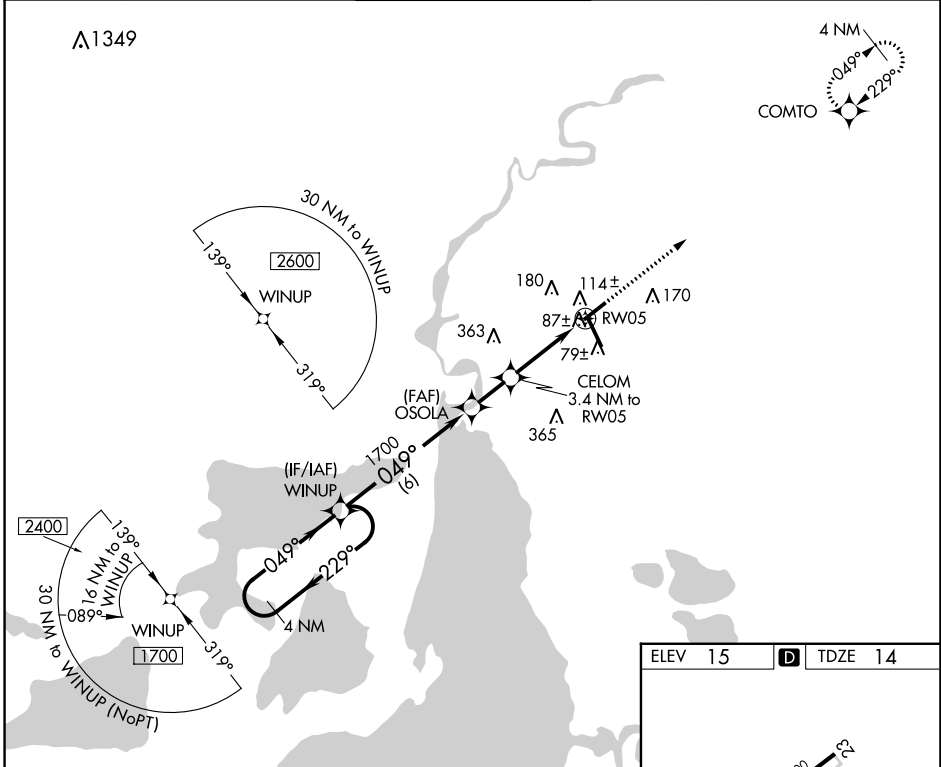 1349
4 NM
049°
229°
COMTO
30 NM to WINUP
139°
2600
WINUP
319°
180
114±
170
87±
RW05
363
79±
(FAF)
OSOLA
CELOM
3.4 NM to
RW05
365
1700
049°
(6)
(IF/IAF)
WINUP
049°
229°
4 NM
2400
139°
16 NM to
WINUP
089°
WINUP
1700
319°
30 NM to WINUP (NoPT)
ELEV 15 D TDZE 14
23